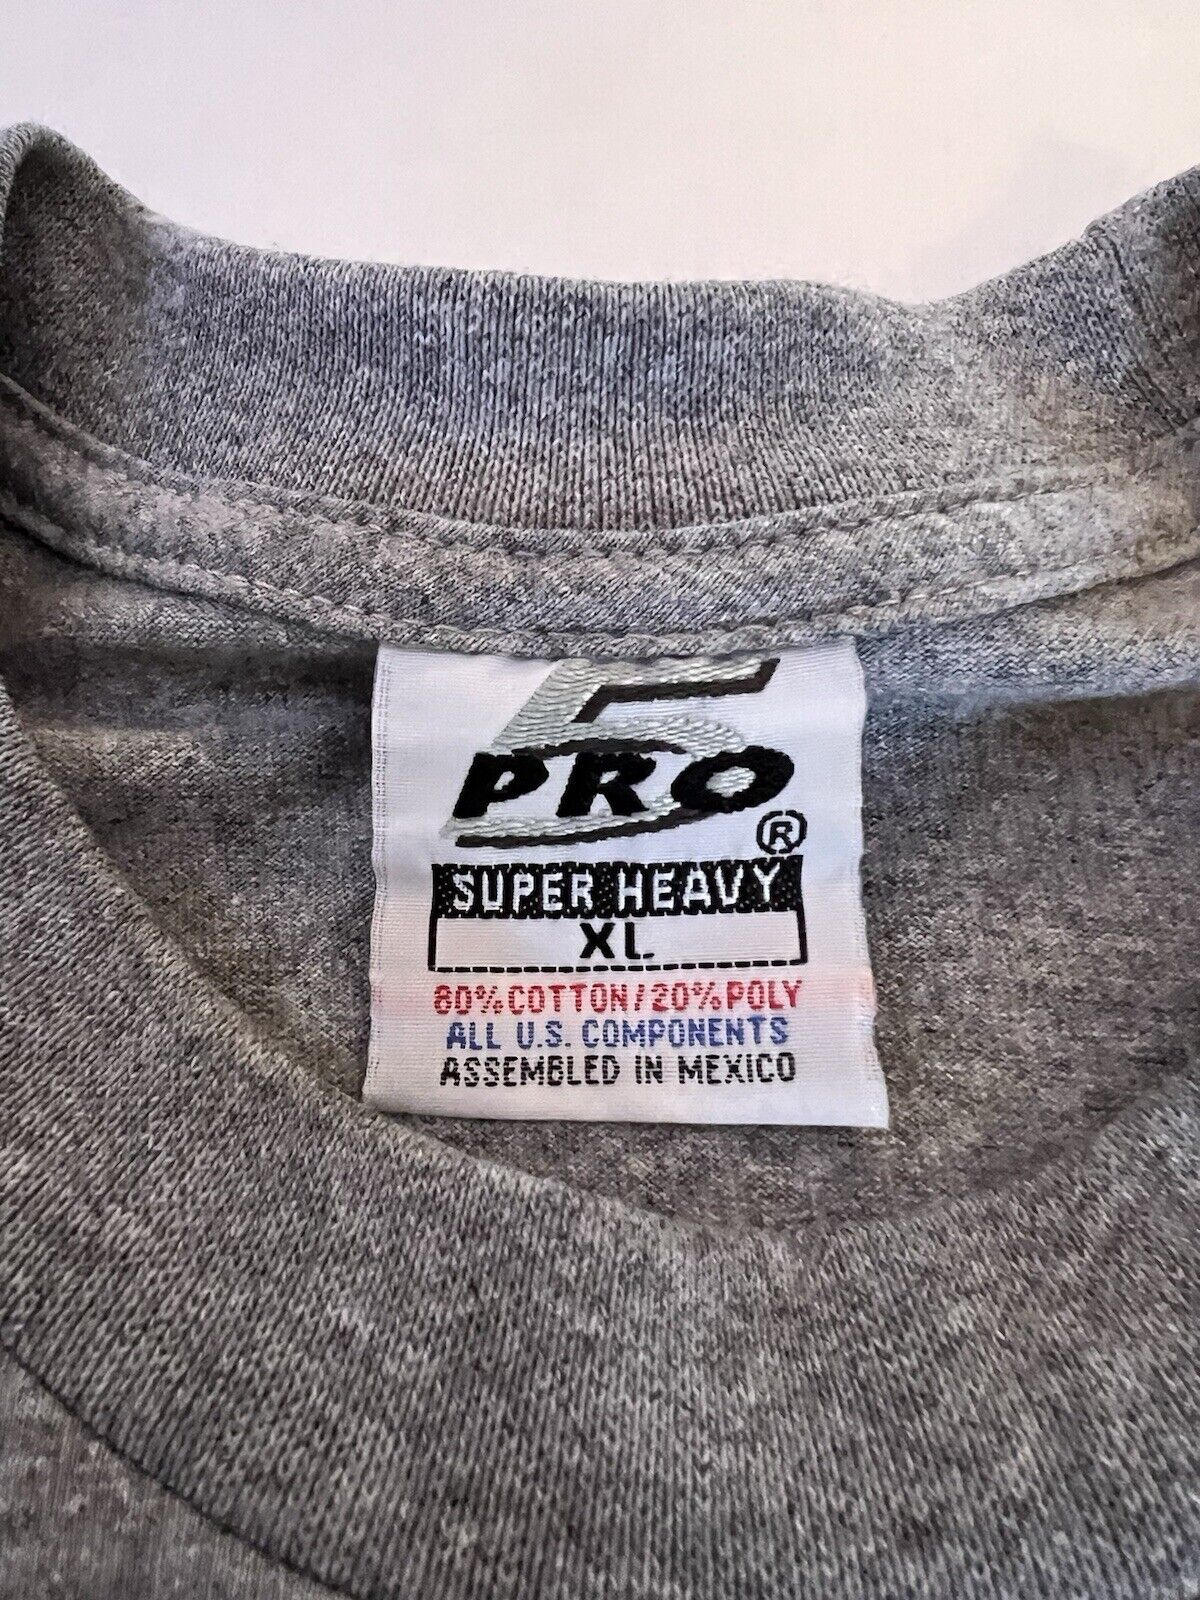 PRO 5
®
SUPER HEAVY
XL
80% COTTON/20% POLY
ALL U.S. COMPONENTS
ASSEMBLED IN MEXICO